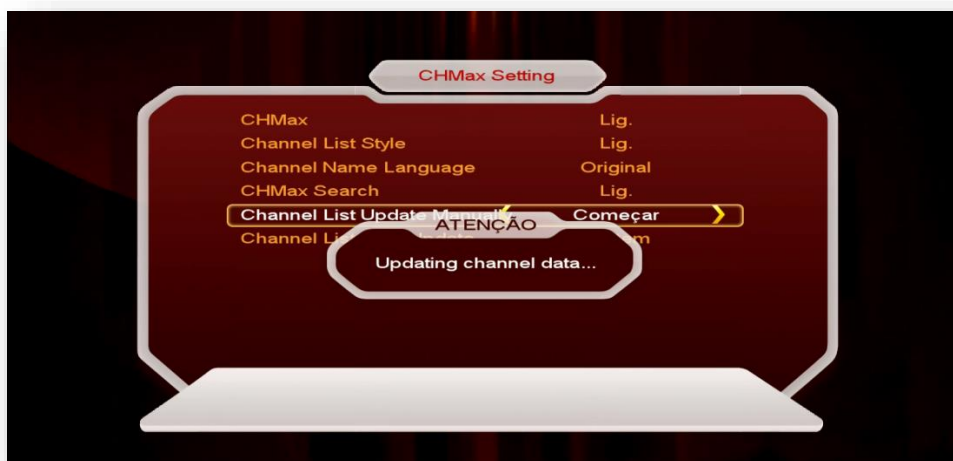 CHMax Setting
CHMax Lig.
Channel List Style Lig.
Channel Name Language Original
CHMax Search Lig.
Channel List Update Manually Começar
ATENÇÃO
Channel
Updating channel data...